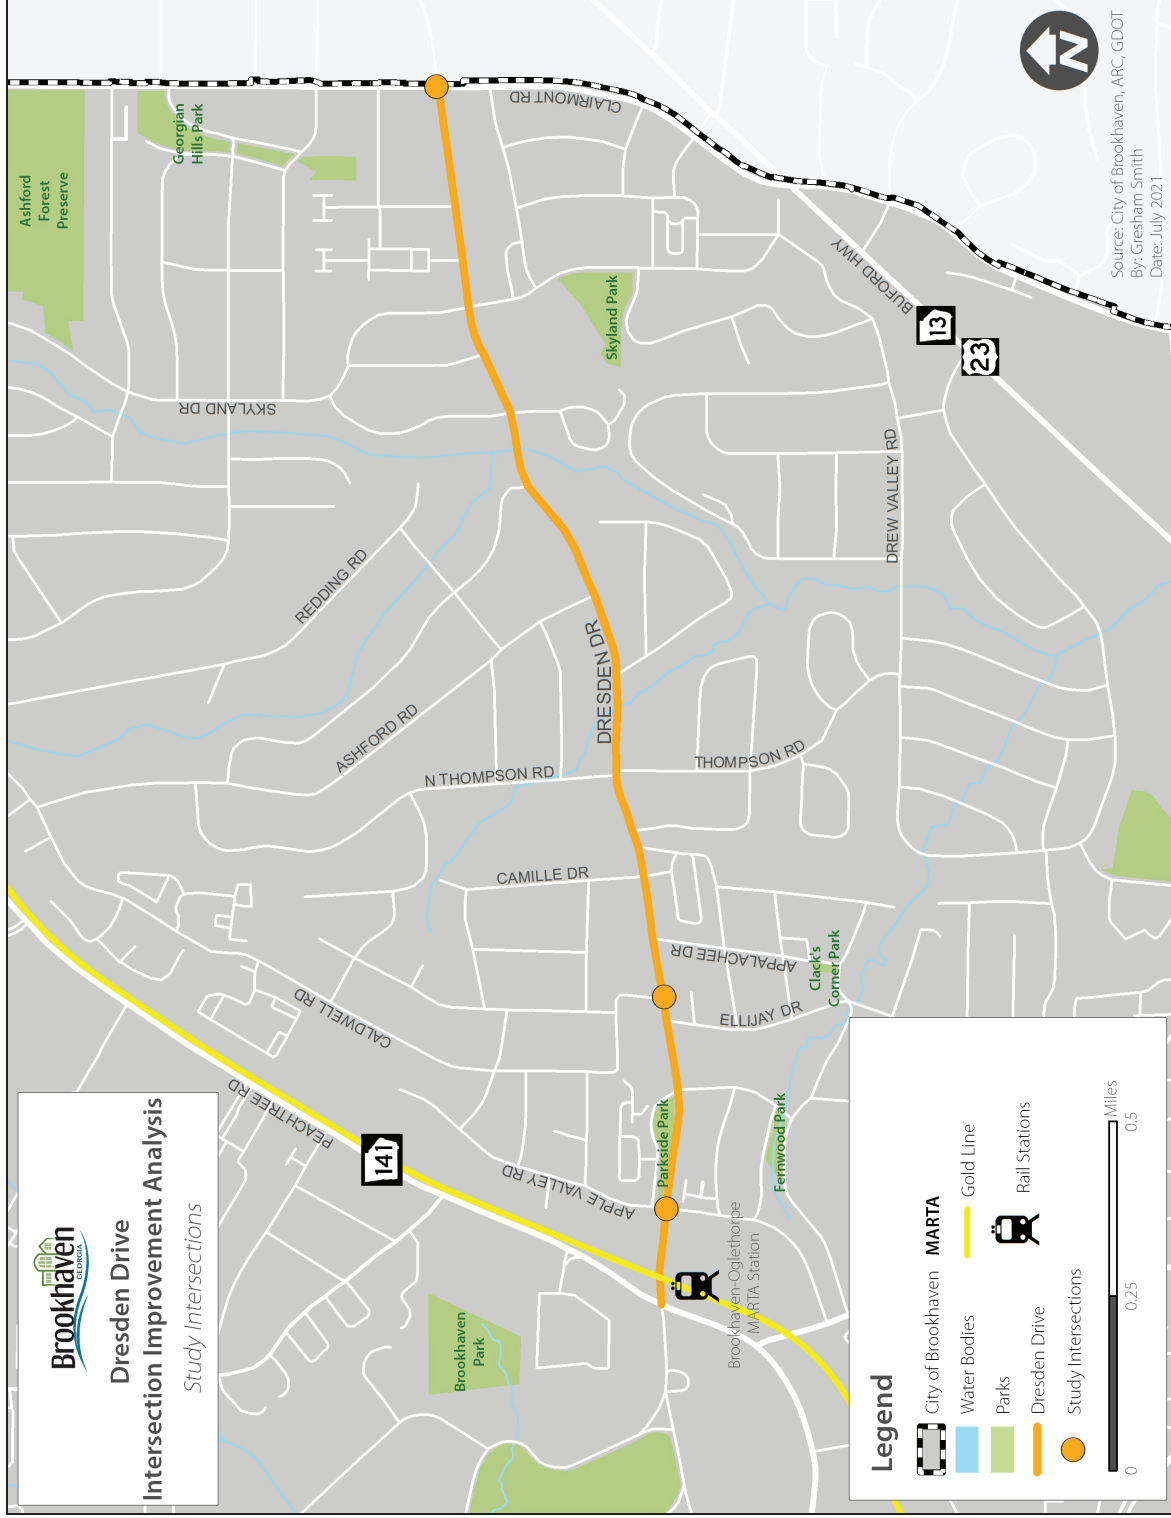 Brookhaven
GEORGIA
Dresden Drive
Intersection Improvement Analysis
Study Intersections
Ashford
Forest
Preserve
Georgian
Hills Park
SKYLAND DR
REDDING RD
ASHFORD RD
N THOMPSON RD
CAMILLE DR
CALDWELL RD
PEACHTREE RD
141
APPLE VALLEY RD
Brookhaven
Park
Parkside Park
Brookhaven-Oglethorpe
MARTA Station
Fernwood Park
ELLIJAY DR
APPALACHEE DR
Clack's
Corner Park
THOMPSON RD
DRESDEN DR
DREW VALLEY RD
Skyland Park
CLAIRMONT RD
BUFORD HWY
13
23
N
Legend
City of Brookhaven
Water Bodies
Parks
Dresden Drive
Study Intersections
MARTA
Gold Line
Rail Stations
0 0.25 0.5
Miles
Source: City of Brookhaven, ARC, GDOT
By: Gresham Smith
Date: July 2021